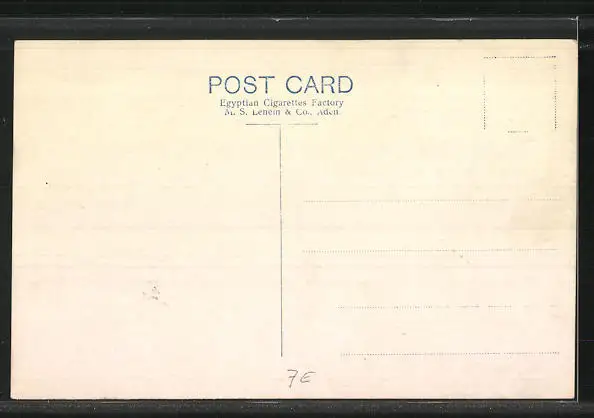 POST CARD
Egyptian Cigarettes Factory
M. S. Lehem & Co., Aden.
7E